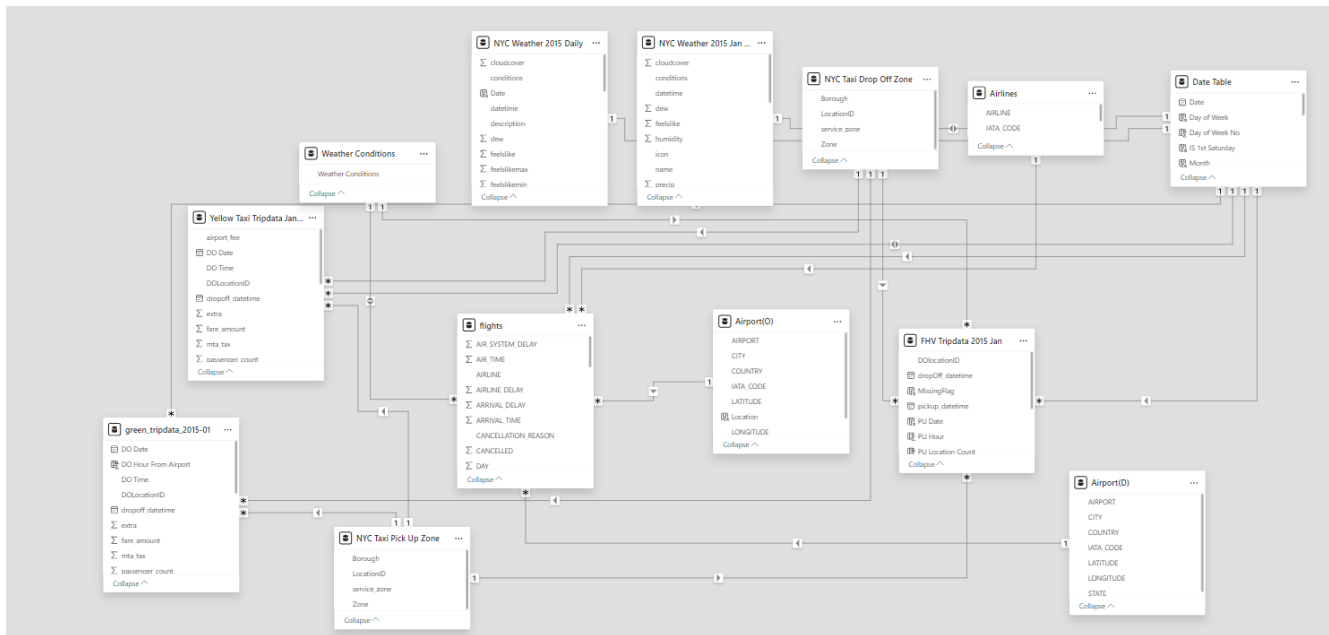 NYC Weather 2015 Daily
cloudcover
conditions
Date
datetime
description
dew
feelslike
feelslikemax
feelslikemin
Collapse
NYC Weather 2015 Jan ...
cloudcover
conditions
datetime
dew
feelslike
humidity
icon
name
precip
Collapse
NYC Taxi Drop Off Zone
Borough
LocationID
service_zone
Zone
Collapse
Airlines
AIRLINE
IATA_CODE
Collapse
Date Table
Date
Day of Week
Day of Week No
IS 1st Saturday
Month
Collapse
Weather Conditions
Weather Conditions
Collapse
Yellow Taxi Tripdata Jan...
airport_fee
DO Date
DO Time
DOLocationID
dropoff_datetime
extra
fare_amount
mta_tax
passenger_count
Collapse
flights
AIR_SYSTEM_DELAY
AIR_TIME
AIRLINE
AIRLINE_DELAY
ARRIVAL_DELAY
ARRIVAL_TIME
CANCELLATION_REASON
CANCELLED
DAY
Collapse
Airport(O)
AIRPORT
CITY
COUNTRY
IATA_CODE
LATITUDE
Location
LONGITUDE
Collapse
FHV Tripdata 2015 Jan
DOlocationID
dropOff_datetime
MissingFlag
pickup_datetime
PU Date
PU Hour
PU Location Count
Collapse
green_tripdata_2015-01
DO Date
DO Hour From Airport
DO Time
DOLocationID
dropoff_datetime
extra
fare_amount
mta_tax
passenger_count
Collapse
NYC Taxi Pick Up Zone
Borough
LocationID
service_zone
Zone
Collapse
Airport(D)
AIRPORT
CITY
COUNTRY
IATA_CODE
LATITUDE
LONGITUDE
STATE
Collapse